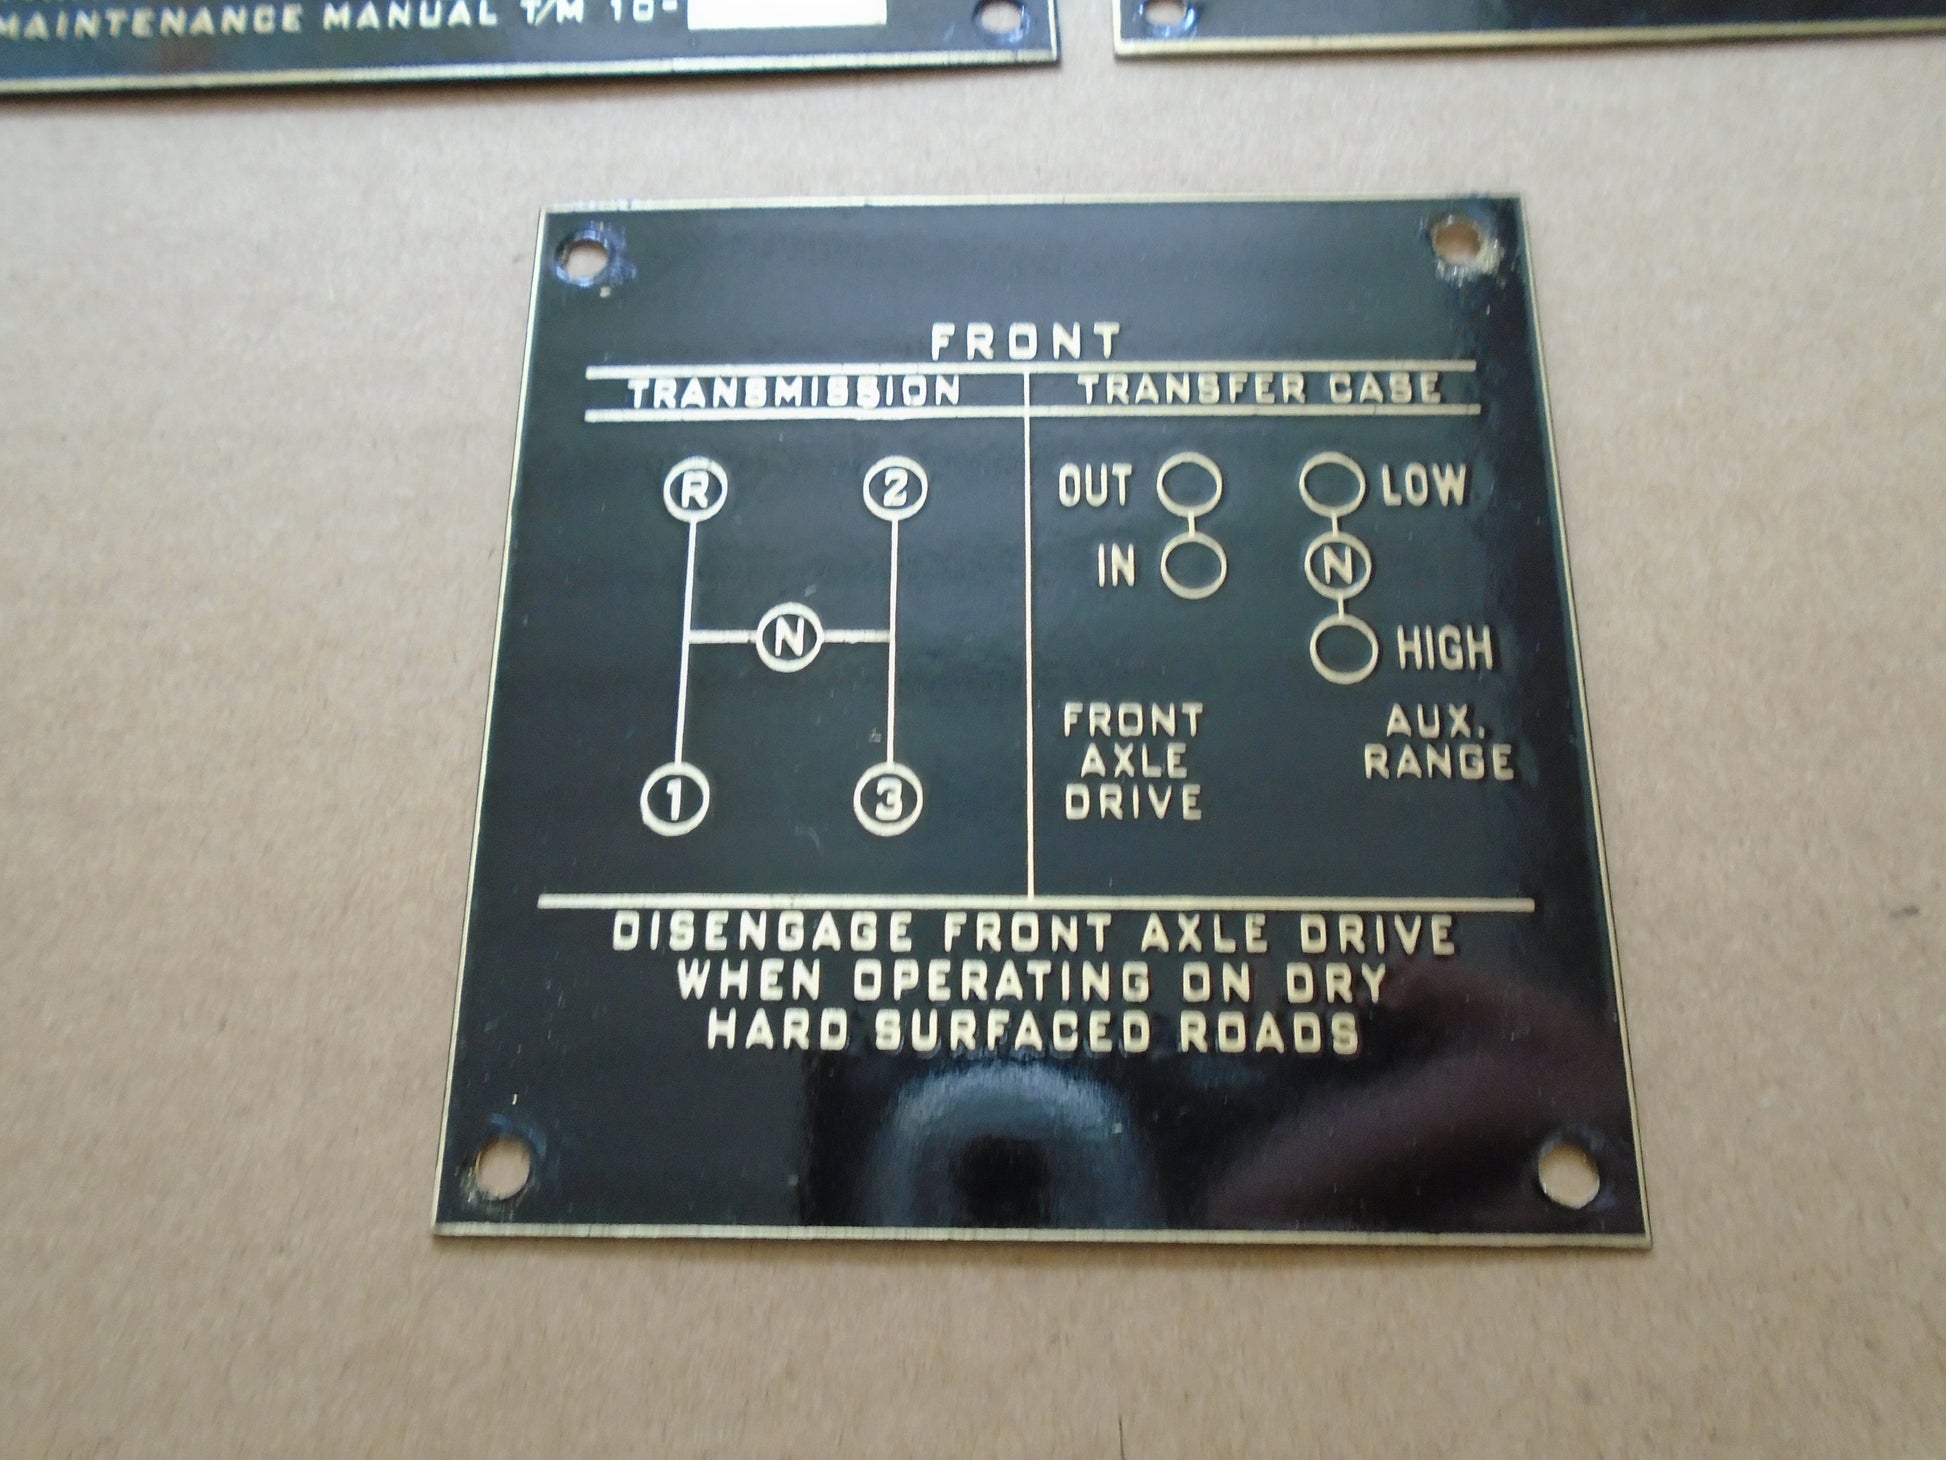 MAINTENANCE MANUAL T/M 10-
FRONT
TRANSMISSION TRANSFER CASE
R 2 OUT LOW
IN N
N HIGH
1 3
FRONT AXLE DRIVE
AUX. RANGE
DISENGAGE FRONT AXLE DRIVE
WHEN OPERATING ON DRY
HARD SURFACED ROADS